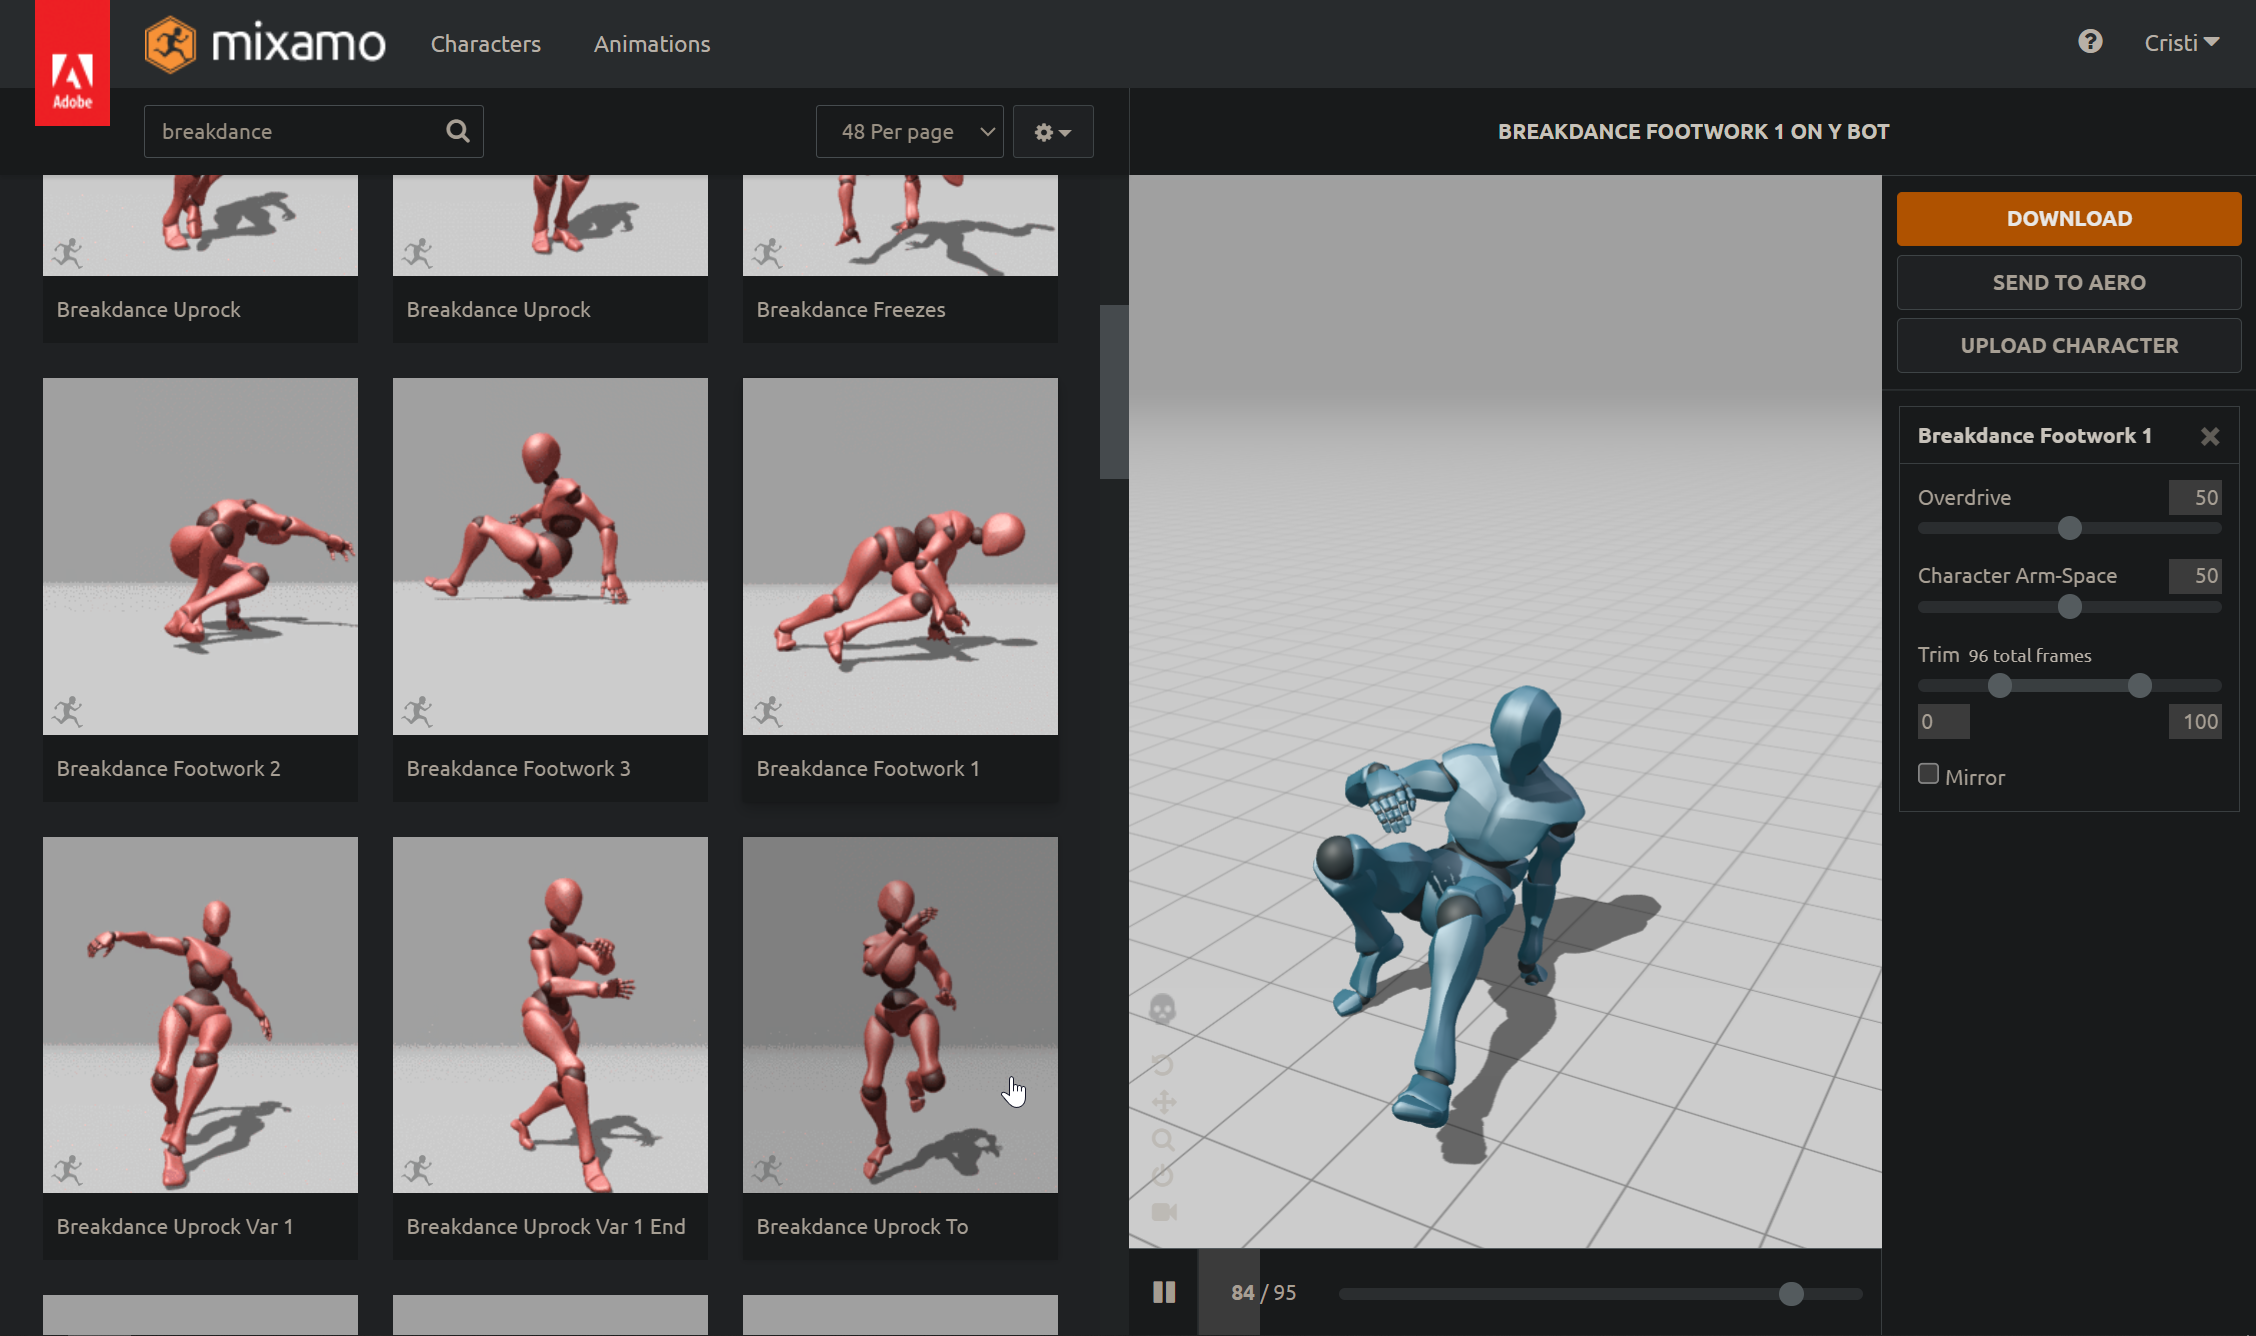 Adobe
mixamo
Characters
Animations
Cristi
breakdance
48 Per page
BREAKDANCE FOOTWORK 1 ON Y BOT
Breakdance Uprock
Breakdance Uprock
Breakdance Freezes
Breakdance Footwork 2
Breakdance Footwork 3
Breakdance Footwork 1
Breakdance Uprock Var 1
Breakdance Uprock Var 1 End
Breakdance Uprock To
84 / 95
DOWNLOAD
SEND TO AERO
UPLOAD CHARACTER
Breakdance Footwork 1
Overdrive 50
Character Arm-Space 50
Trim 96 total frames
0 100
Mirror